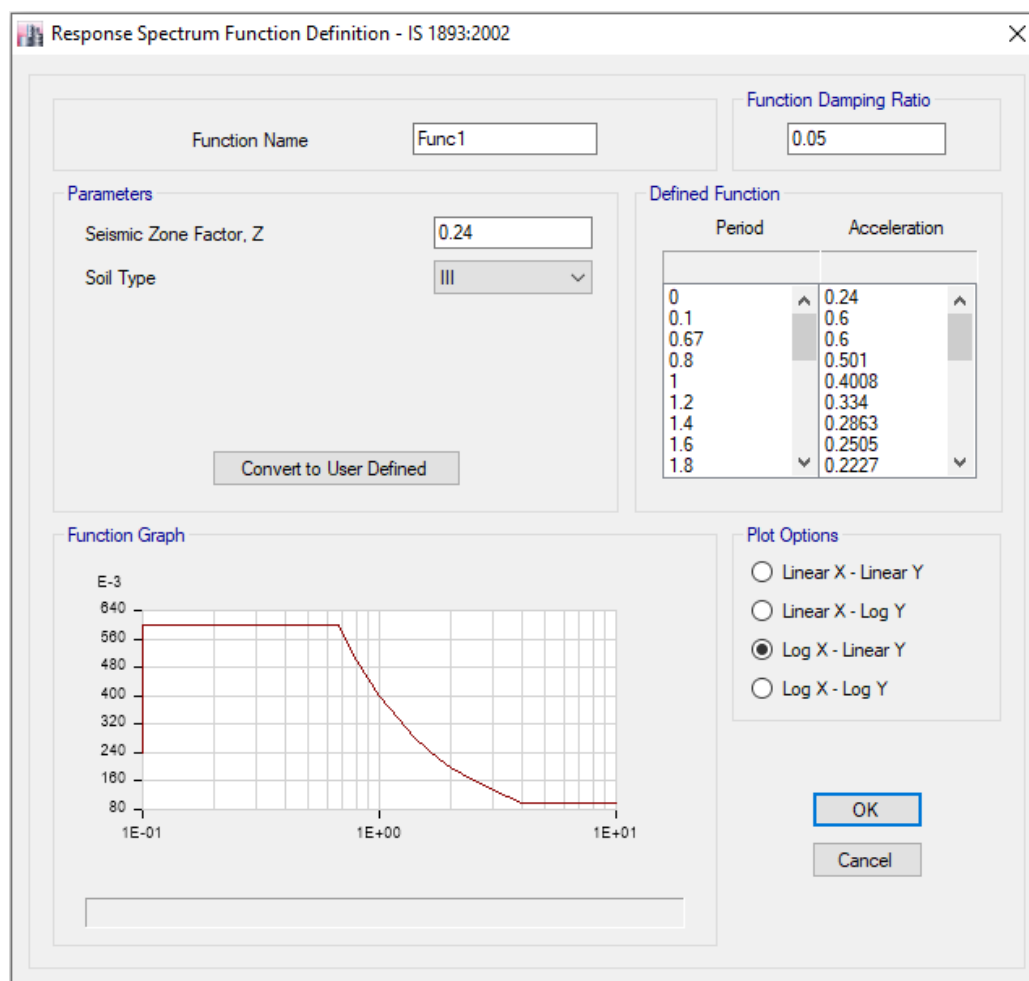 Response Spectrum Function Definition - IS 1893:2002
Function Name
Func1
Function Damping Ratio
0.05
Parameters
Seismic Zone Factor, Z
0.24
Soil Type
III
Convert to User Defined
Defined Function
Period Acceleration
0 0.24
0.1 0.6
0.67 0.6
0.8 0.501
1 0.4008
1.2 0.334
1.4 0.2863
1.6 0.2505
1.8 0.2227
Function Graph
E-3
640
560
480
400
320
240
160
80
1E-01 1E+00 1E+01
Plot Options
Linear X - Linear Y
Linear X - Log Y
Log X - Linear Y
Log X - Log Y
OK
Cancel